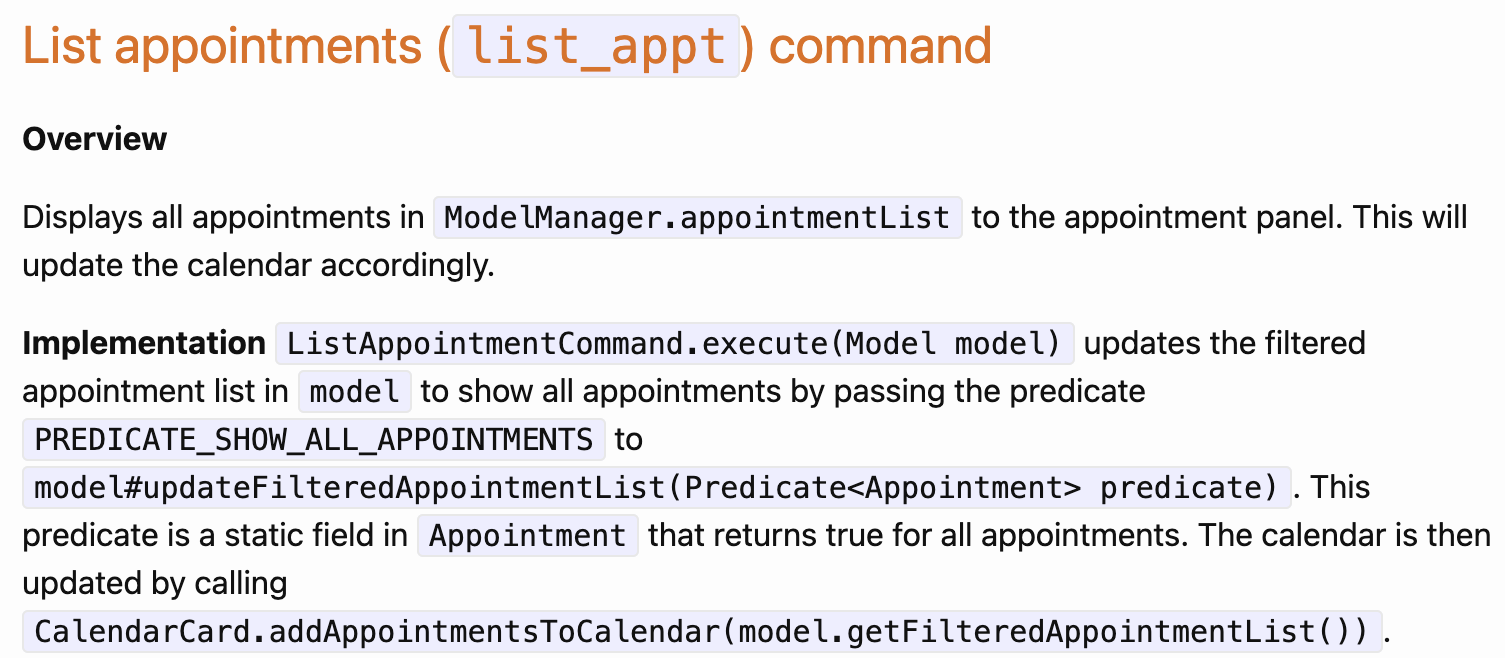 List appointments (list_appt) command
Overview
Displays all appointments in ModelManager.appointmentList to the appointment panel. This will
update the calendar accordingly.
Implementation ListAppointmentCommand.execute(Model model) updates the filtered
appointment list in model to show all appointments by passing the predicate
PREDICATE_SHOW_ALL_APPOINTMENTS to
model#updateFilteredAppointmentList(Predicate<Appointment> predicate). This
predicate is a static field in Appointment that returns true for all appointments. The calendar is then
updated by calling
CalendarCard.addAppointmentsToCalendar(model.getFilteredAppointmentList()).